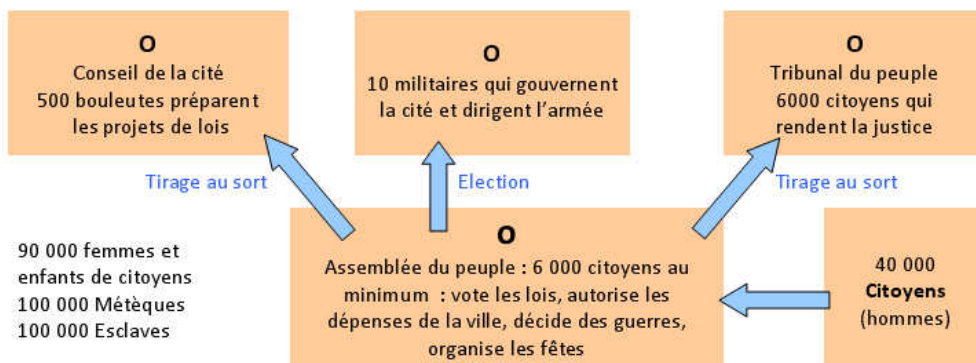 O
Conseil de la cité
500 bouleutes préparent
les projets de lois
O
10 militaires qui gouvernent
la cité et dirigent l’armée
O
Tribunal du peuple
6000 citoyens qui
rendent la justice
Tirage au sort
Election
Tirage au sort
90 000 femmes et
enfants de citoyens
100 000 Métèques
100 000 Esclaves
O
Assemblée du peuple : 6 000 citoyens au
minimum : vote les lois, autorise les
dépenses de la ville, décide des guerres,
organise les fêtes
40 000
Citoyens
(hommes)